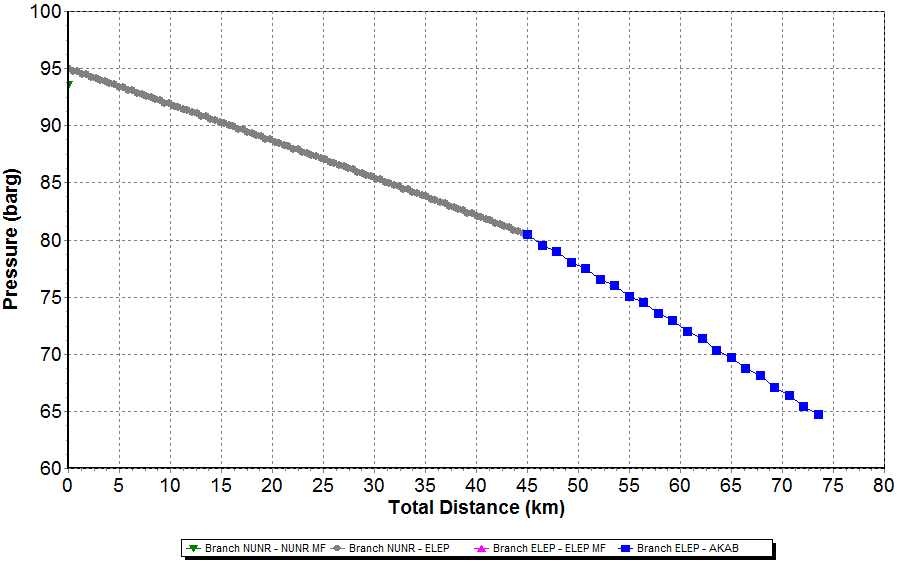 100
95
90
85
80
75
70
65
60
Pressure (barg)
0 5 10 15 20 25 30 35 40 45 50 55 60 65 70 75 80
Total Distance (km)
Branch NUNR - NUNR MF Branch NUNR - ELEP Branch ELEP - ELEP MF Branch ELEP - AKAB